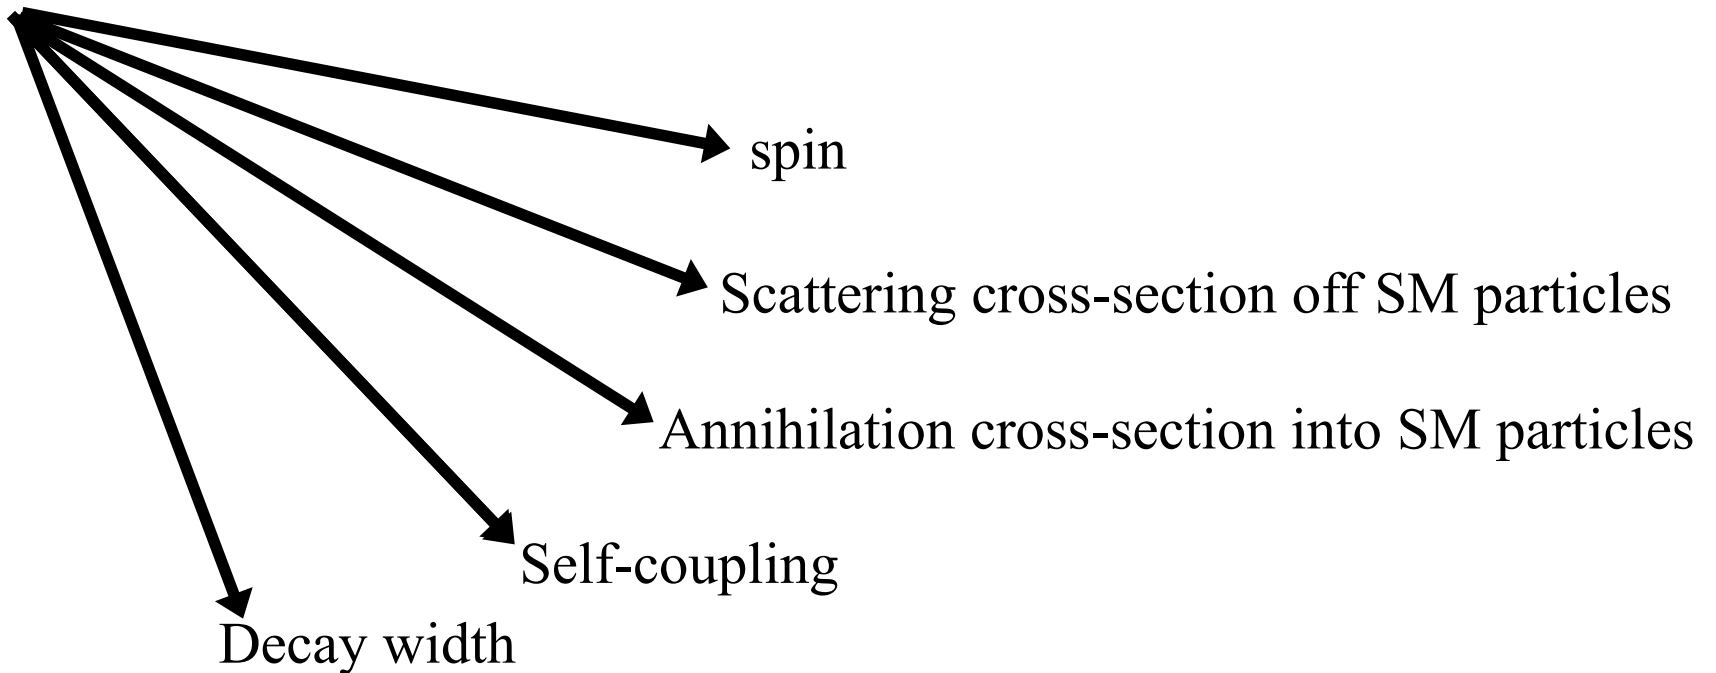 spin
Scattering cross-section off SM particles
Annihilation cross-section into SM particles
Self-coupling
Decay width